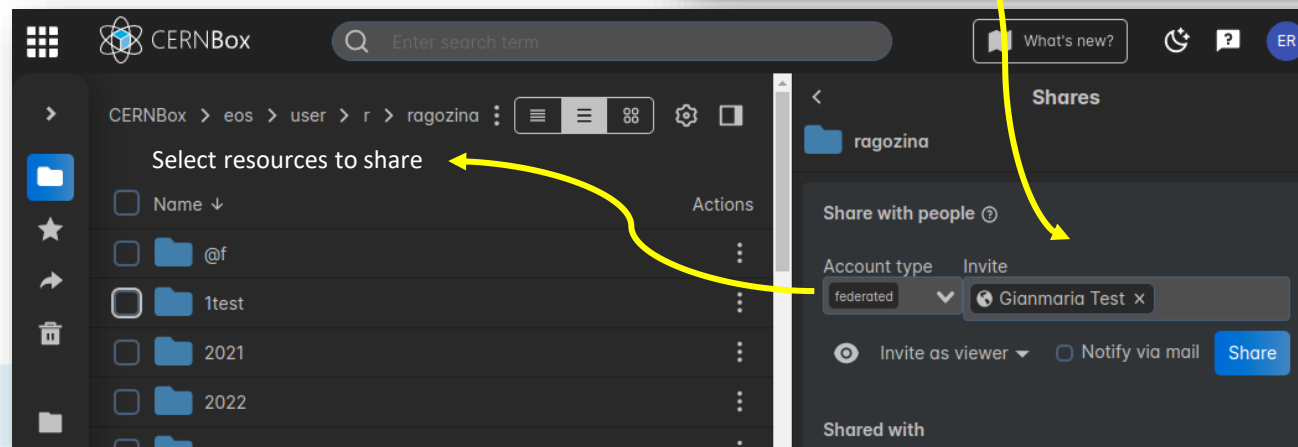 CERNBox
Enter search term
What's new?
ER
CERNBox > eos > user > r > ragozina
Select resources to share
Name
Actions
@f
1test
2021
2022
Shares
ragozina
Share with people
Account type Invite
federated
Gianmaria Test ×
Invite as viewer
Notify via mail
Share
Shared with